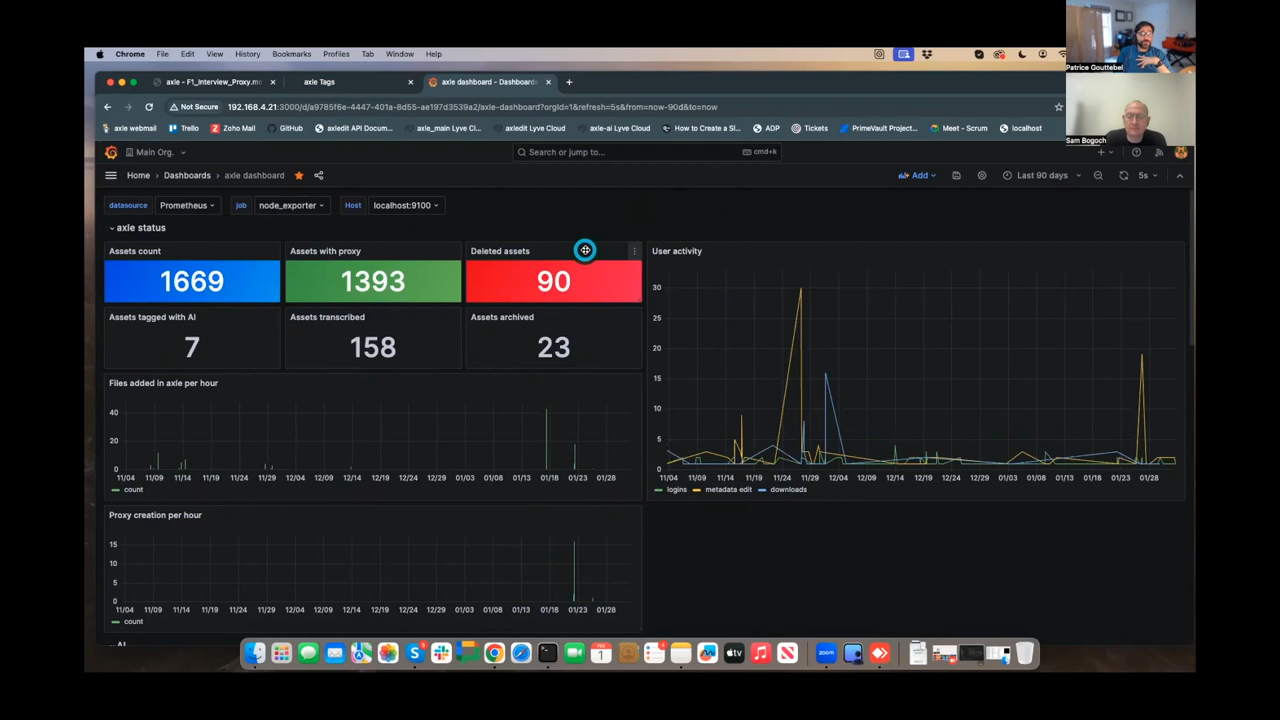 Patrice Gouttebel
Sam Bogoch
Chrome File Edit View History Bookmarks Profiles Tab Window Help
axle - F1_Interview_Proxy.mo
axle Tags
axle dashboard - Dashboards
Not Secure 192.168.4.21:3000/d/a9785f6e-4447-401a-8d55-ae197d3539a2/axle-dashboard?orgId=1&refresh=5s&from=now-90d&to=now
axle webmail Trello Zoho Mail GitHub axledit API Docum... axle_main Lyve Cl... axledit Lyve Cloud axle-ai Lyve Cloud How to Create a Sl... ADP Tickets PrimeVault Project... Meet - Scrum localhost
Main Org. Search or jump to... cmd+k
Home Dashboards axle dashboard Add Last 90 days 5s
datasource Prometheus job node_exporter Host localhost:9100
axle status
Assets count
1669
Assets with proxy
1393
Deleted assets
90
Assets tagged with AI
7
Assets transcribed
158
Assets archived
23
Files added in axle per hour
40
20
0
11/04 11/09 11/14 11/19 11/24 11/29 12/04 12/09 12/14 12/19 12/24 12/29 01/03 01/08 01/13 01/18 01/23 01/28
count
Proxy creation per hour
15
10
5
0
11/04 11/09 11/14 11/19 11/24 11/29 12/04 12/09 12/14 12/19 12/24 12/29 01/03 01/08 01/13 01/18 01/23 01/28
count
User activity
30
25
20
15
10
5
0
11/04 11/09 11/14 11/19 11/24 11/29 12/04 12/09 12/14 12/19 12/24 12/29 01/03 01/08 01/13 01/18 01/23 01/28
logins metadata edit downloads
AI
1
tv
zoom